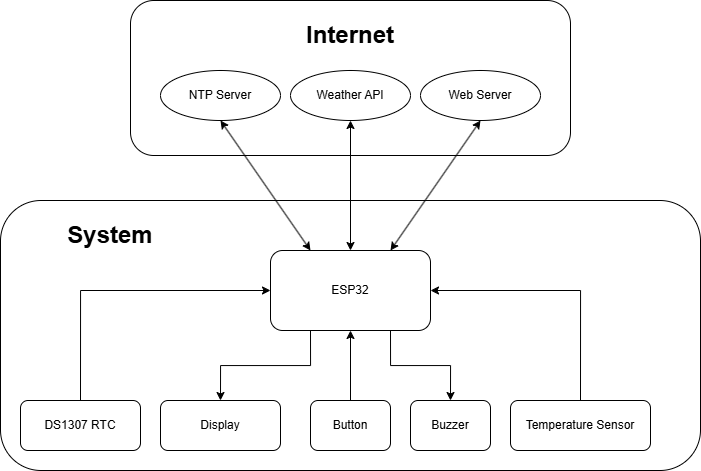 Internet
NTP Server
Weather API
Web Server
System
ESP32
DS1307 RTC
Display
Button
Buzzer
Temperature Sensor